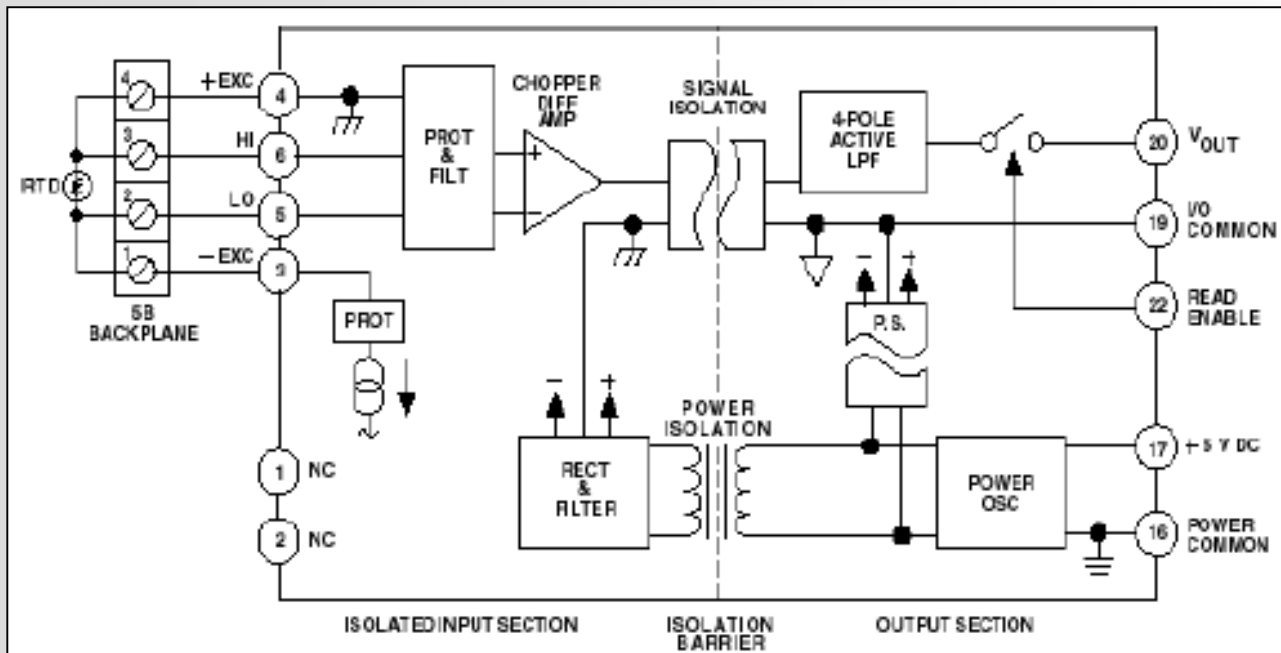 4
+EXC
4
3
HI
6
RTD
2
LO
5
1
−EXC
3
5B
BACKPLANE
PROT
&
FILT
CHOPPER
DIFF
AMP
+
−
SIGNAL
ISOLATION
4-POLE
ACTIVE
LPF
20
VOUT
19
I/O
COMMON
22
READ
ENABLE
PROT
− +
P.S.
− +
POWER
ISOLATION
RECT
&
FILTER
POWER
OSC
17
+5 V DC
16
POWER
COMMON
1
NC
2
NC
ISOLATED INPUT SECTION
ISOLATION
BARRIER
OUTPUT SECTION